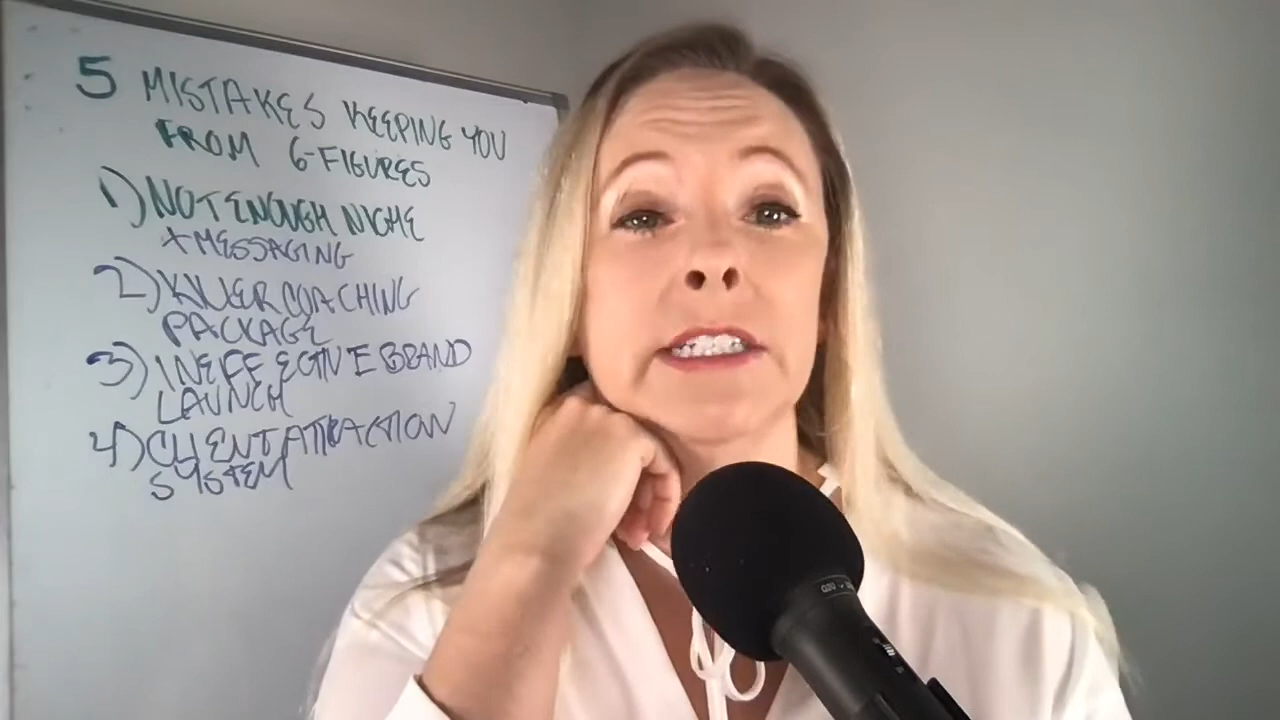 5 MISTAKES KEEPING YOU
FROM 6-FIGURES
1) NOT ENOUGH NICHE
+ MESSAGING
2) KILLER COACHING
PACKAGE
3) INEFFECTIVE BRAND
LAUNCH
4) CLIENT ATTRACTION
SYSTEM